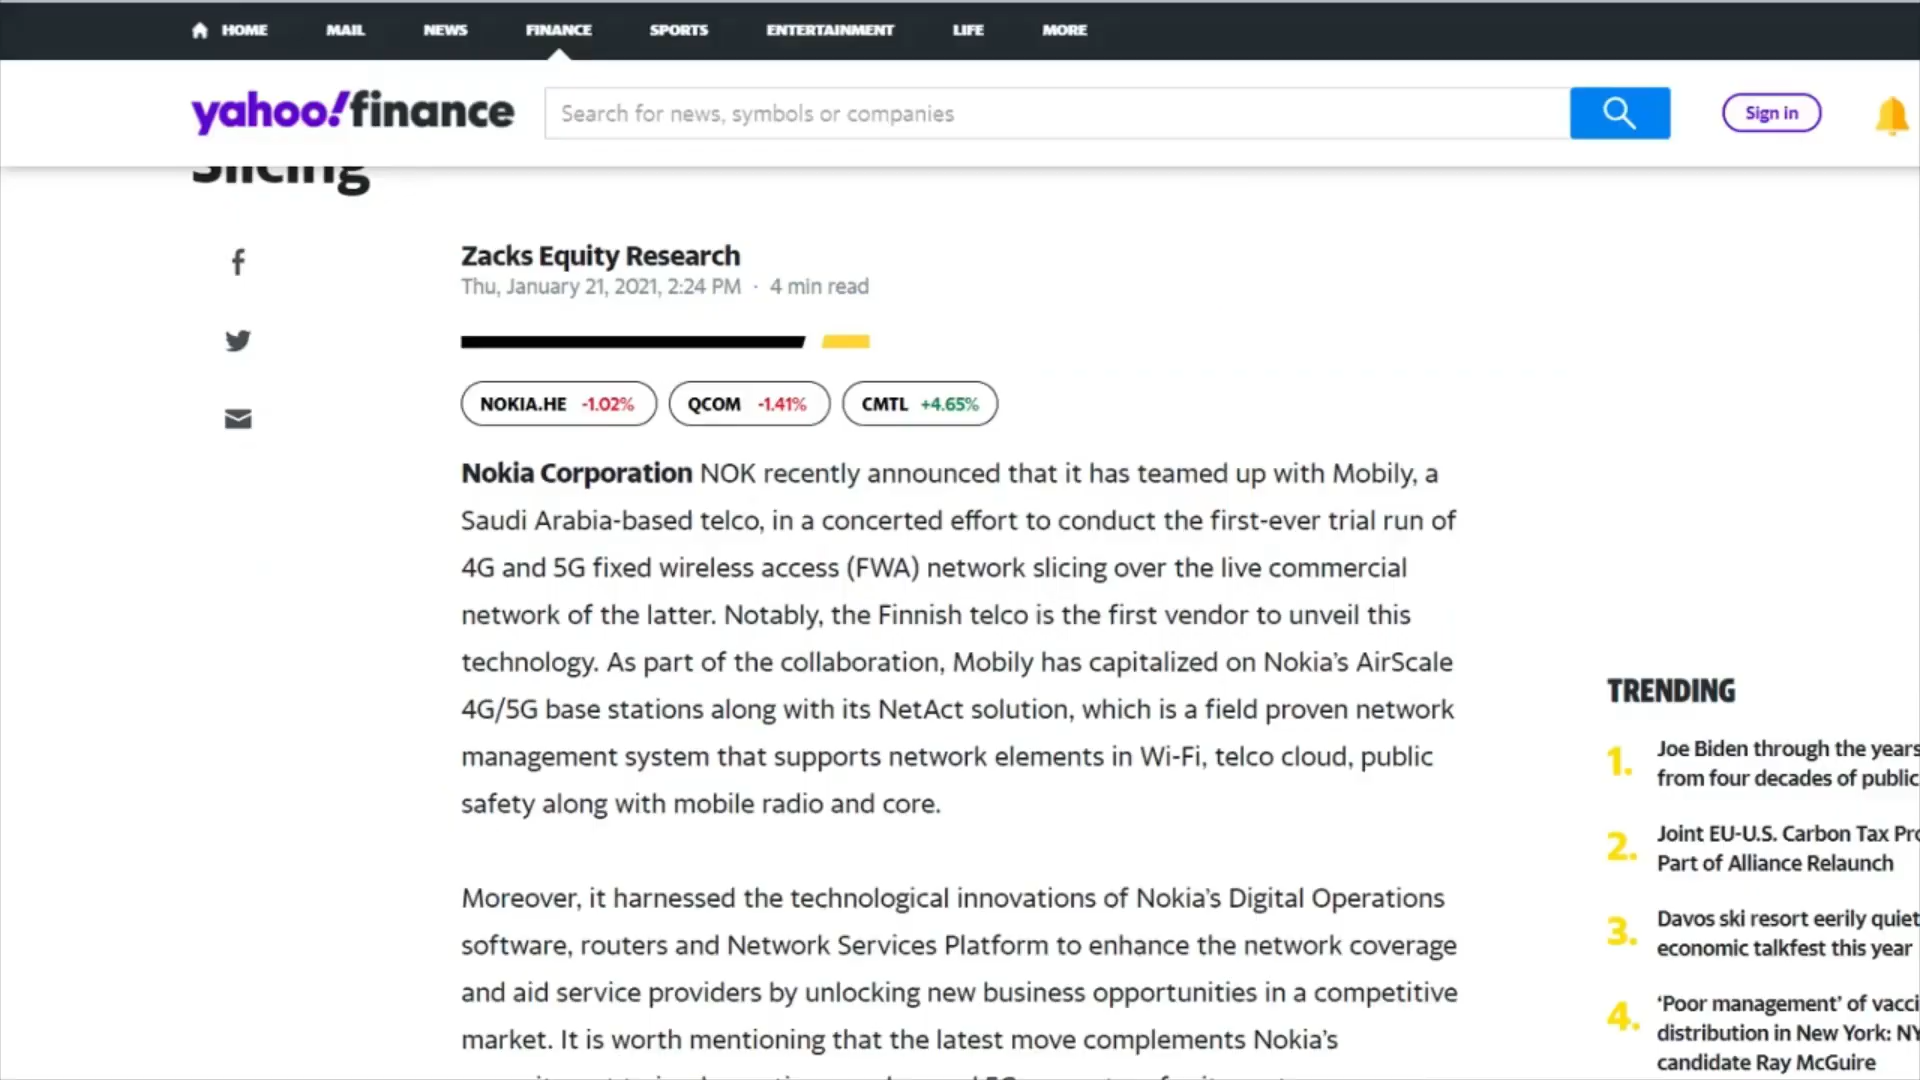 HOME MAIL NEWS FINANCE SPORTS ENTERTAINMENT LIFE MORE
yahoo!finance Search for news, symbols or companies Sign in
Slicing
Zacks Equity Research
Thu, January 21, 2021, 2:24 PM · 4 min read
NOKIA.HE -1.02% QCOM -1.41% CMTL +4.65%
Nokia Corporation NOK recently announced that it has teamed up with Mobily, a
Saudi Arabia-based telco, in a concerted effort to conduct the first-ever trial run of
4G and 5G fixed wireless access (FWA) network slicing over the live commercial
network of the latter. Notably, the Finnish telco is the first vendor to unveil this
technology. As part of the collaboration, Mobily has capitalized on Nokia’s AirScale
4G/5G base stations along with its NetAct solution, which is a field proven network
management system that supports network elements in Wi-Fi, telco cloud, public
safety along with mobile radio and core.
Moreover, it harnessed the technological innovations of Nokia’s Digital Operations
software, routers and Network Services Platform to enhance the network coverage
and aid service providers by unlocking new business opportunities in a competitive
market. It is worth mentioning that the latest move complements Nokia’s
TRENDING
1. Joe Biden through the years
from four decades of public
2. Joint EU-U.S. Carbon Tax Pro
Part of Alliance Relaunch
3. Davos ski resort eerily quiet
economic talkfest this year
4. ‘Poor management’ of vacci
distribution in New York: NY
candidate Ray McGuire